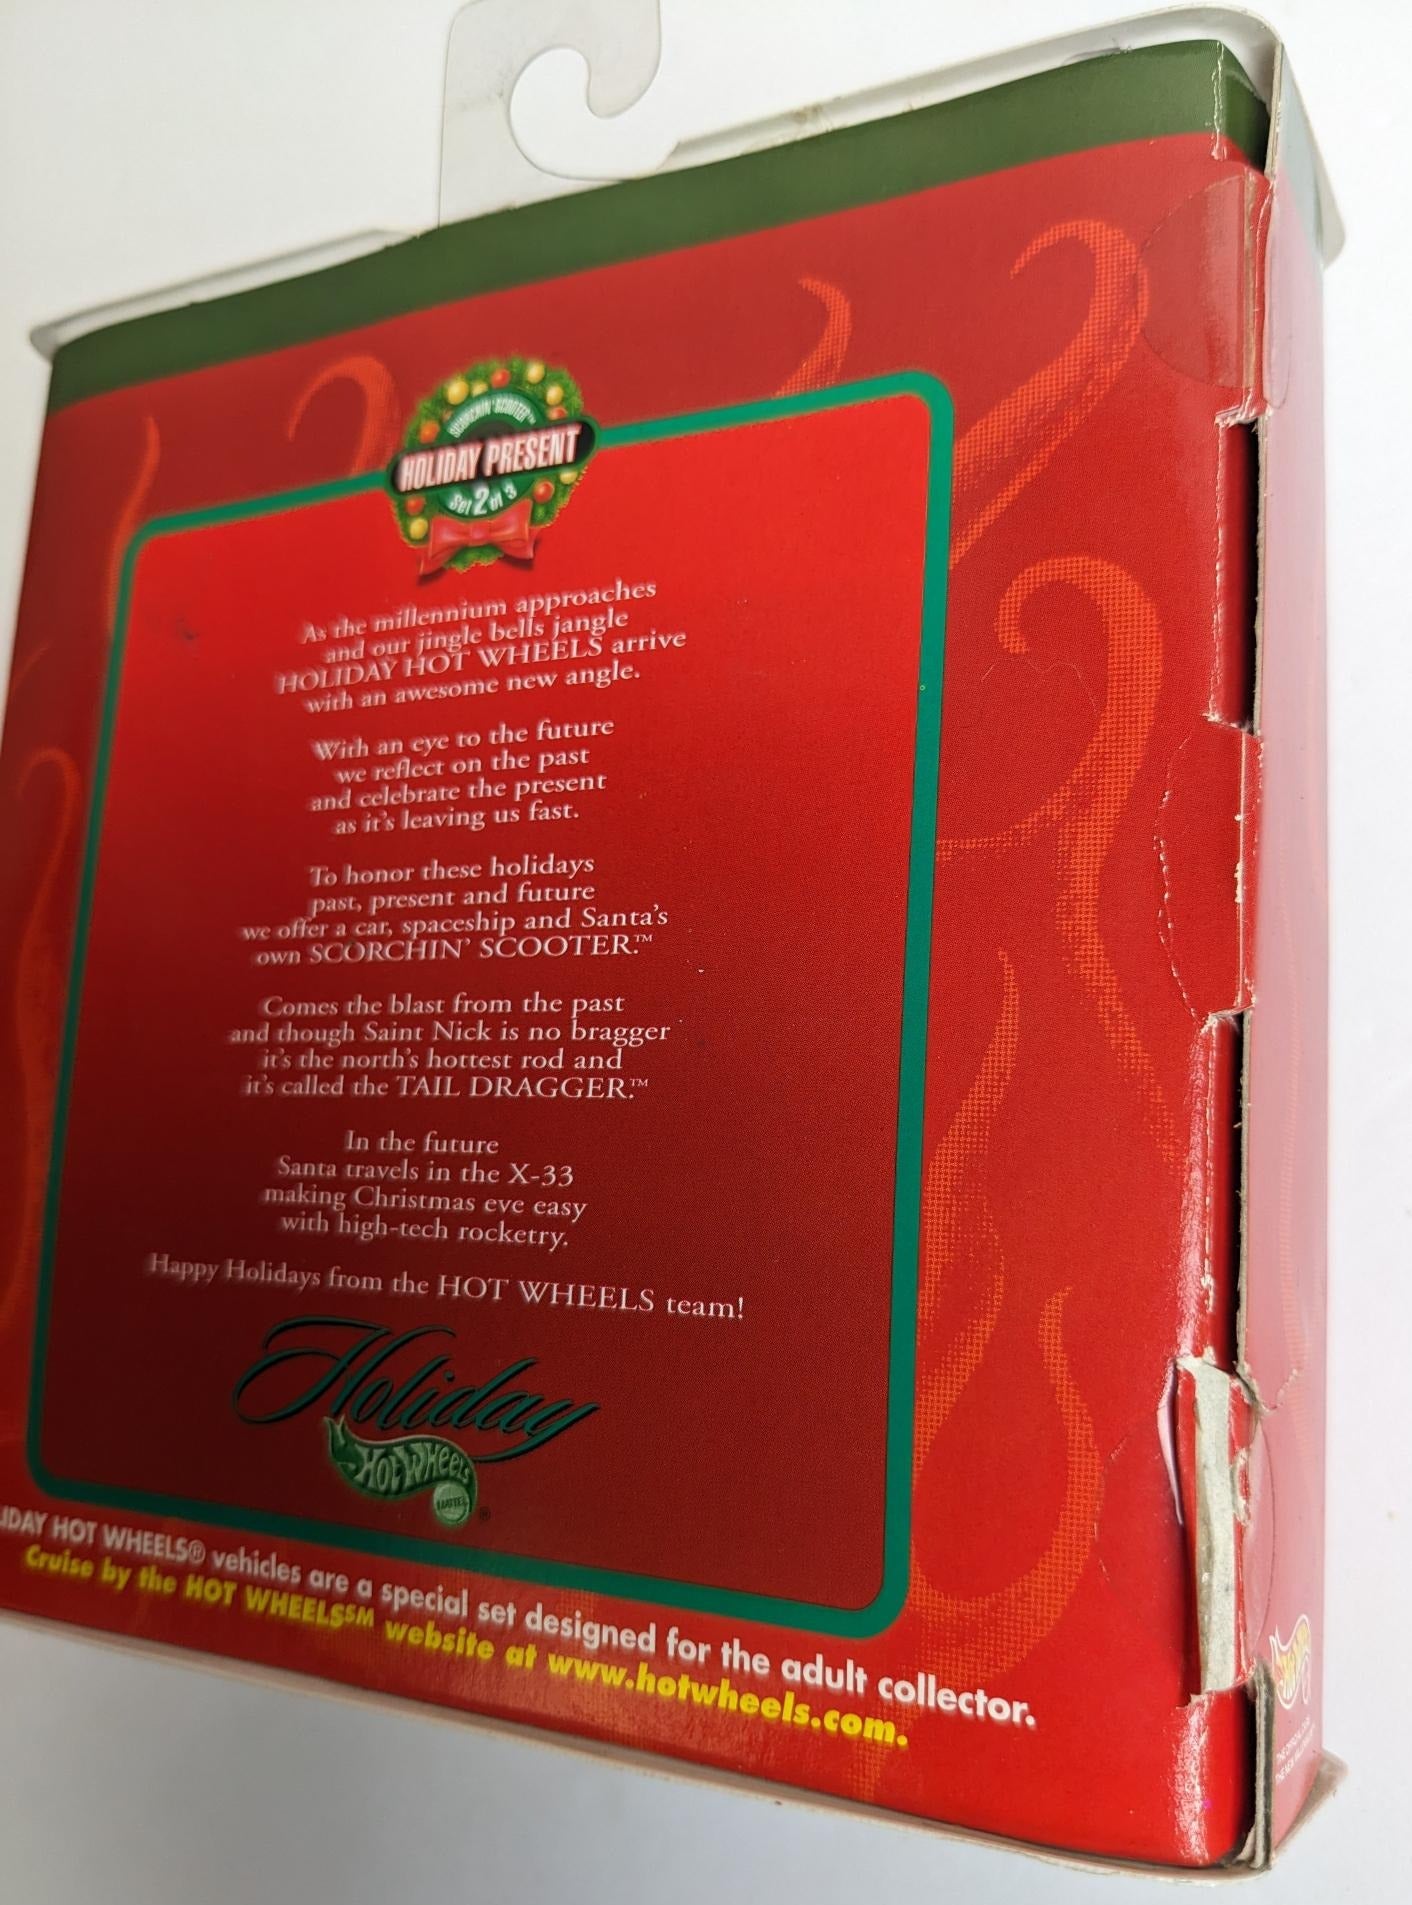 SCORCHIN' SCOOTER™
HOLIDAY PRESENT
Set 2 of 3
As the millennium approaches
and our jingle bells jangle
HOLIDAY HOT WHEELS arrive
with an awesome new angle.
With an eye to the future
we reflect on the past
and celebrate the present
as it's leaving us fast.
To honor these holidays
past, present and future
we offer a car, spaceship and Santa's
own SCORCHIN' SCOOTER.™
Comes the blast from the past
and though Saint Nick is no bragger
it's the north's hottest rod and
it's called the TAIL DRAGGER.™
In the future
Santa travels in the X-33
making Christmas eve easy
with high-tech rocketry.
Happy Holidays from the HOT WHEELS team!
Holiday
Hot Wheels
MATTEL
®
LIDAY HOT WHEELS® vehicles are a special set designed for the adult collector.
Cruise by the HOT WHEELS℠ website at www.hotwheels.com.